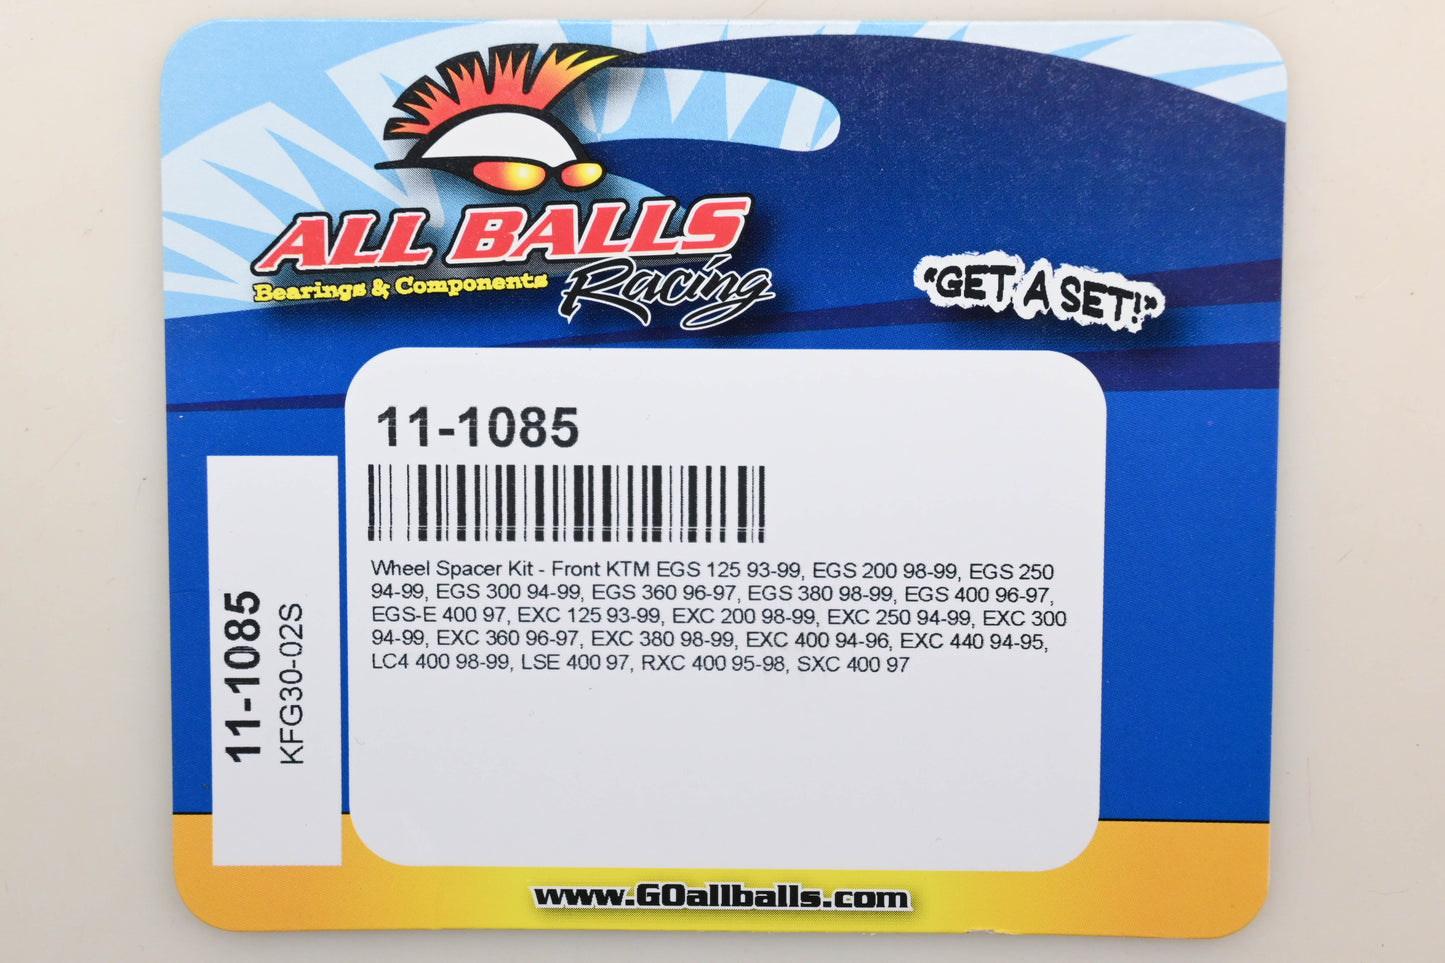 ALL BALLS
Bearings & Components
Racing
"GET A SET!"
11-1085
Wheel Spacer Kit - Front KTM EGS 125 93-99, EGS 200 98-99, EGS 250
94-99, EGS 300 94-99, EGS 360 96-97, EGS 380 98-99, EGS 400 96-97,
EGS-E 400 97, EXC 125 93-99, EXC 200 98-99, EXC 250 94-99, EXC 300
94-99, EXC 360 96-97, EXC 380 98-99, EXC 400 94-96, EXC 440 94-95,
LC4 400 98-99, LSE 400 97, RXC 400 95-98, SXC 400 97
11-1085
KFG30-02S
www.GOallballs.com